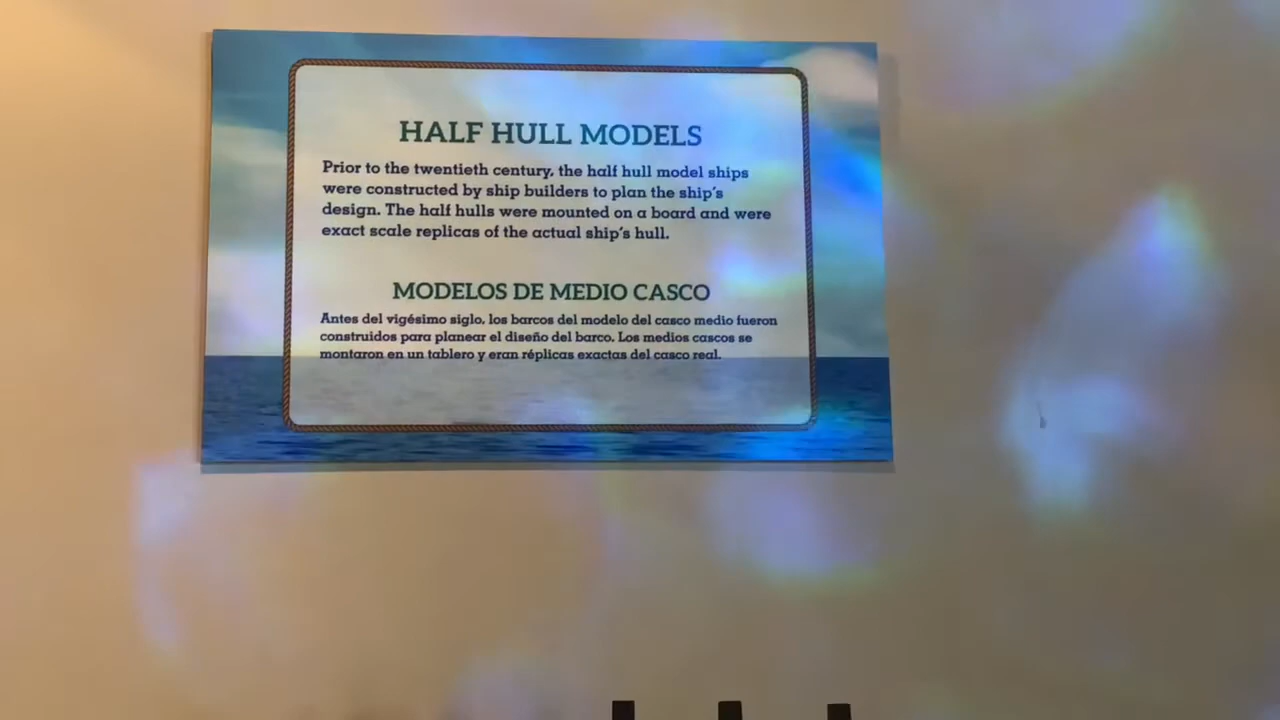 HALF HULL MODELS
Prior to the twentieth century, the half hull model ships
were constructed by ship builders to plan the ship's
design. The half hulls were mounted on a board and were
exact scale replicas of the actual ship's hull.
MODELOS DE MEDIO CASCO
Antes del vigésimo siglo, los barcos del modelo del casco medio fueron
construidos para planear el diseño del barco. Los medios cascos se
montaron en un tablero y eran réplicas exactas del casco real.